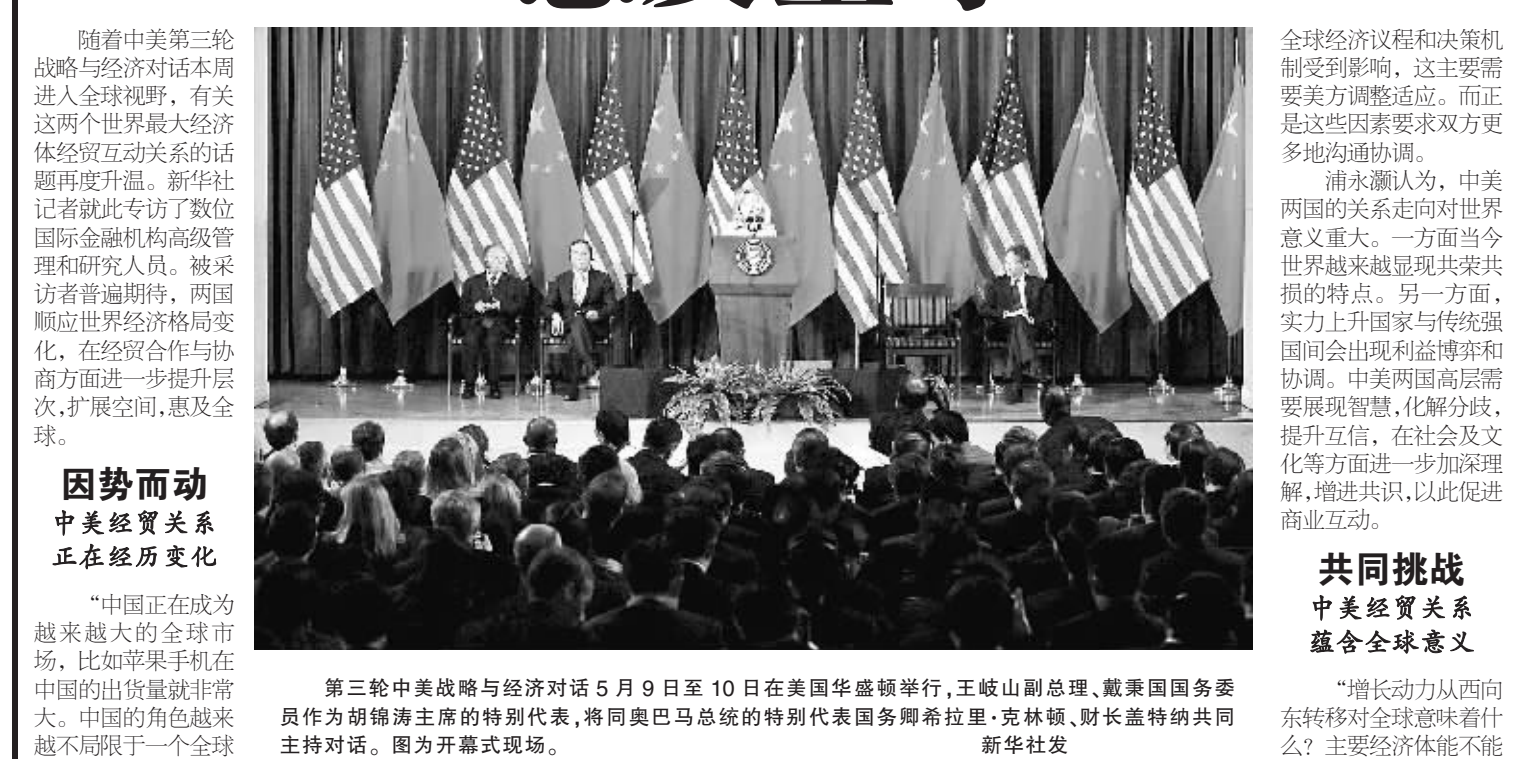 随着中美第三轮
战略与经济对话本周
进入全球视野，有关
这两个世界最大经济
体经贸互动关系的话
题再度升温。新华社
记者就此专访了数位
国际金融机构高级管
理和研究人员。被采
访者普遍期待，两国
顺应世界经济格局变
化，在经贸合作与协
商方面进一步提升层
次，扩展空间，惠及全
球。
因势而动
中美经贸关系
正在经历变化
“中国正在成为
越来越大的全球市
场，比如苹果手机在
中国的出货量就非常
大。中国的角色越来
越不局限于一个全球
第三轮中美战略与经济对话5月9日至10日在美国华盛顿举行，王岐山副总理、戴秉国国务委
员作为胡锦涛主席的特别代表，将同奥巴马总统的特别代表国务卿希拉里·克林顿、财长盖特纳共同
主持对话。图为开幕式现场。 新华社发
全球经济议程和决策机
制受到影响，这主要需
要美方调整适应。而正
是这些因素要求双方更
多地沟通协调。
浦永灏认为，中美
两国的关系走向对世界
意义重大。一方面当今
世界越来越显现共荣共
损的特点。另一方面，
实力上升国家与传统强
国间会出现利益博弈和
协调。中美两国高层需
要展现智慧，化解分歧，
提升互信，在社会及文
化等方面进一步加深理
解，增进共识，以此促进
商业互动。
共同挑战
中美经贸关系
蕴含全球意义
“增长动力从西向
东转移对全球意味着什
么？主要经济体能不能